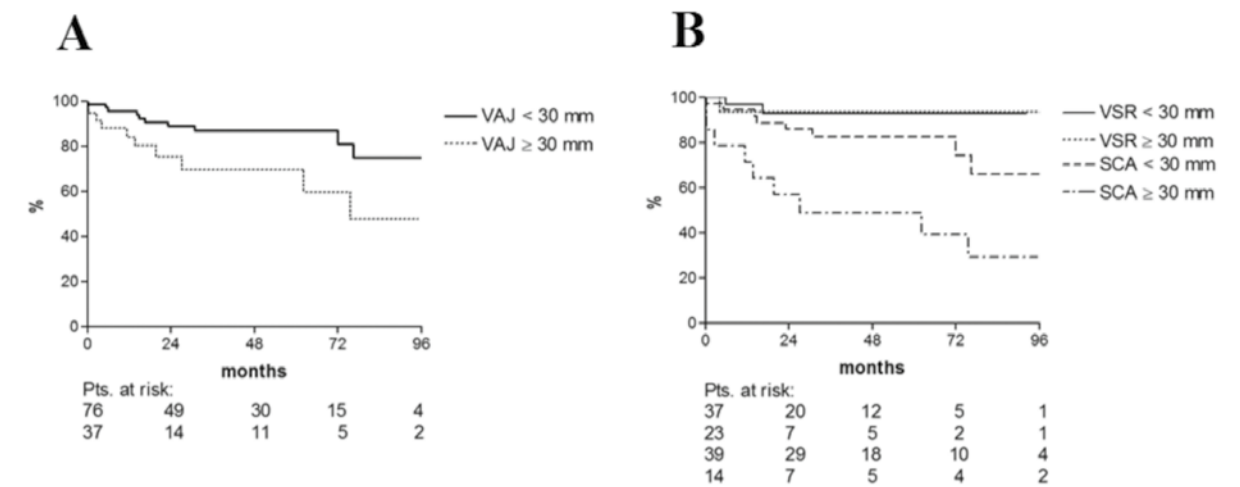 A
100
80
60
40
20
0
%
0 24 48 72 96
months
VAJ < 30 mm
VAJ ≥ 30 mm
Pts. at risk:
76 49 30 15 4
37 14 11 5 2
B
100
80
60
40
20
0
%
0 24 48 72 96
months
VSR < 30 mm
VSR ≥ 30 mm
SCA < 30 mm
SCA ≥ 30 mm
Pts. at risk:
37 20 12 5 1
23 7 5 2 1
39 29 18 10 4
14 7 5 4 2